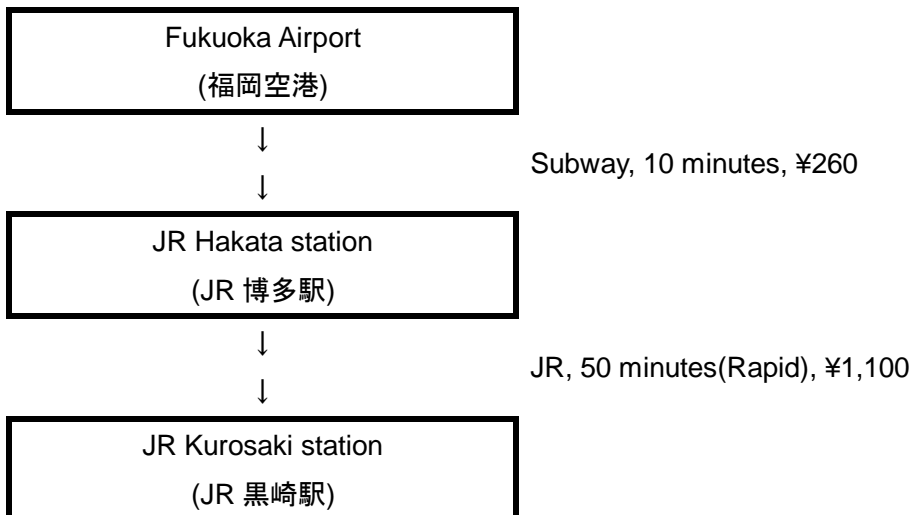 Fukuoka Airport
(福岡空港)
↓
↓
Subway, 10 minutes, ¥260
JR Hakata station
(JR 博多駅)
↓
↓
JR, 50 minutes(Rapid), ¥1,100
JR Kurosaki station
(JR 黒崎駅)